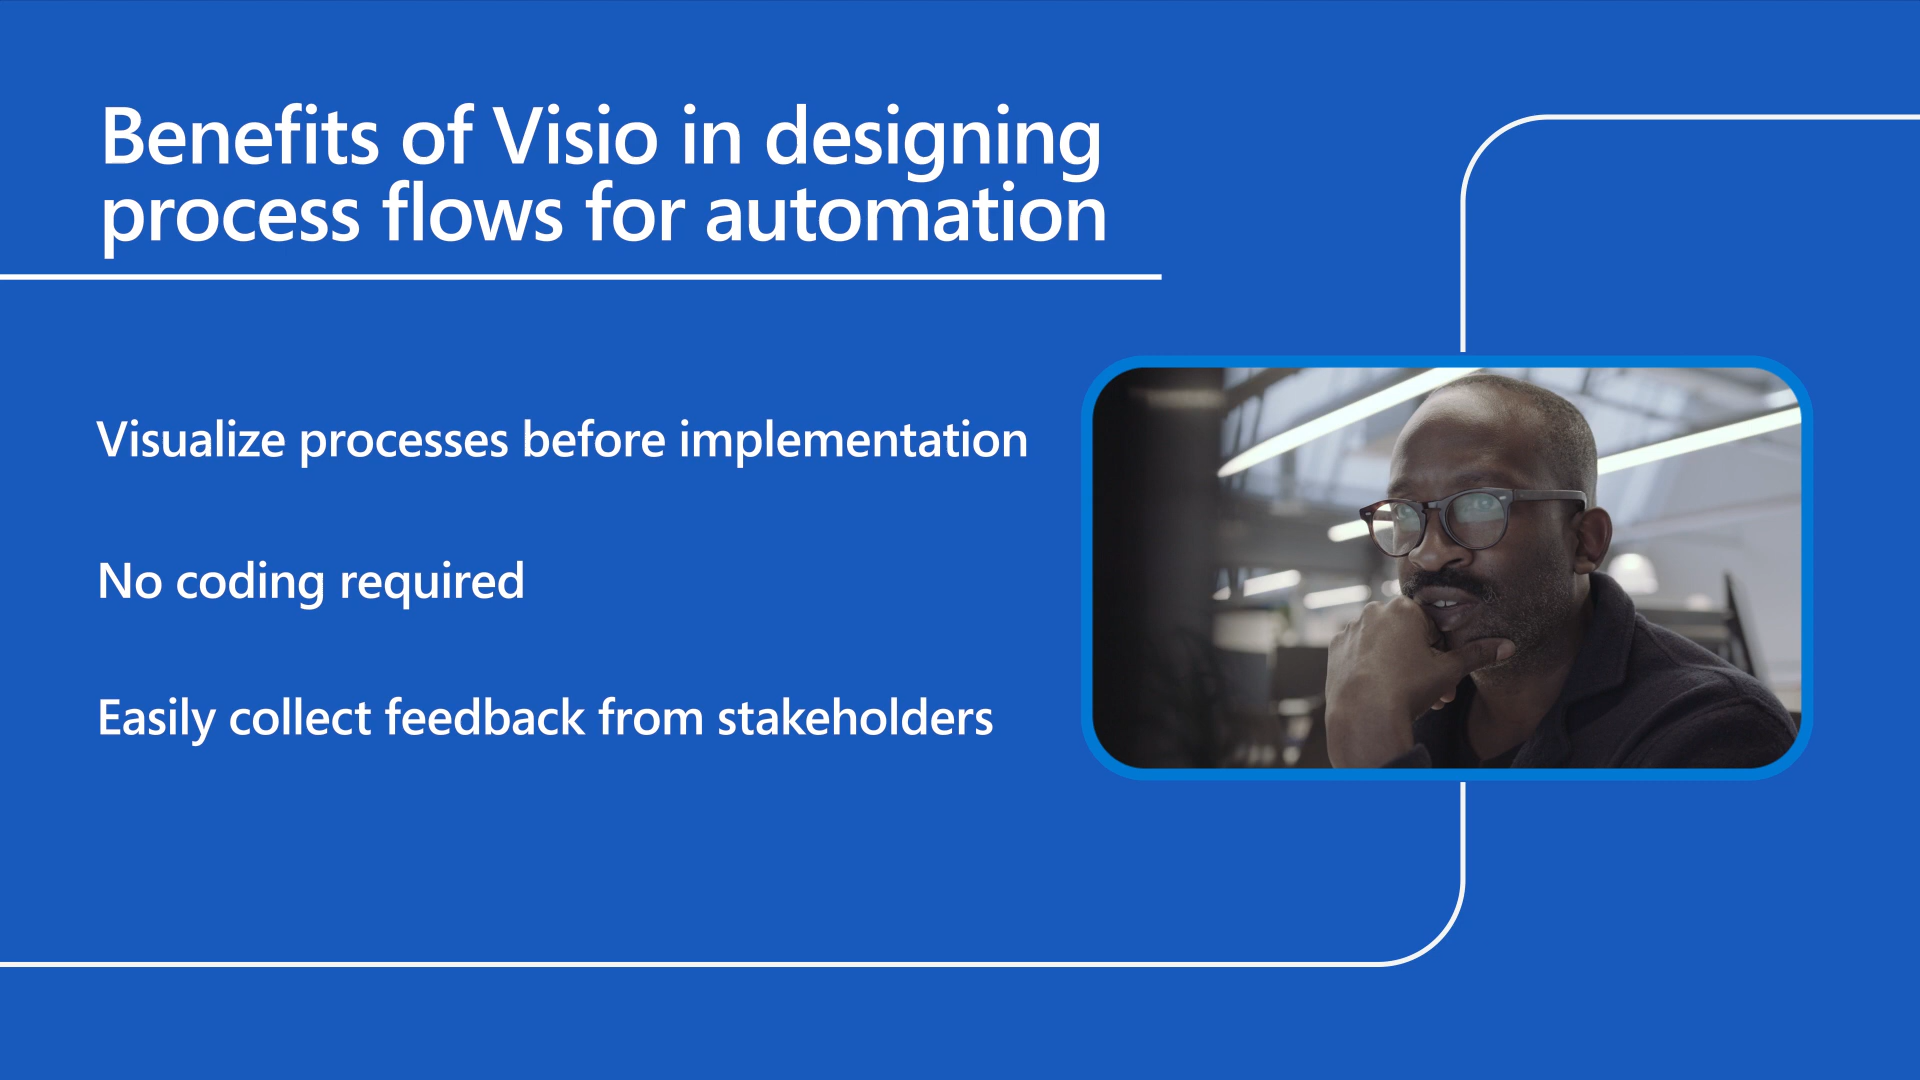 Benefits of Visio in designing
process flows for automation
Visualize processes before implementation
No coding required
Easily collect feedback from stakeholders